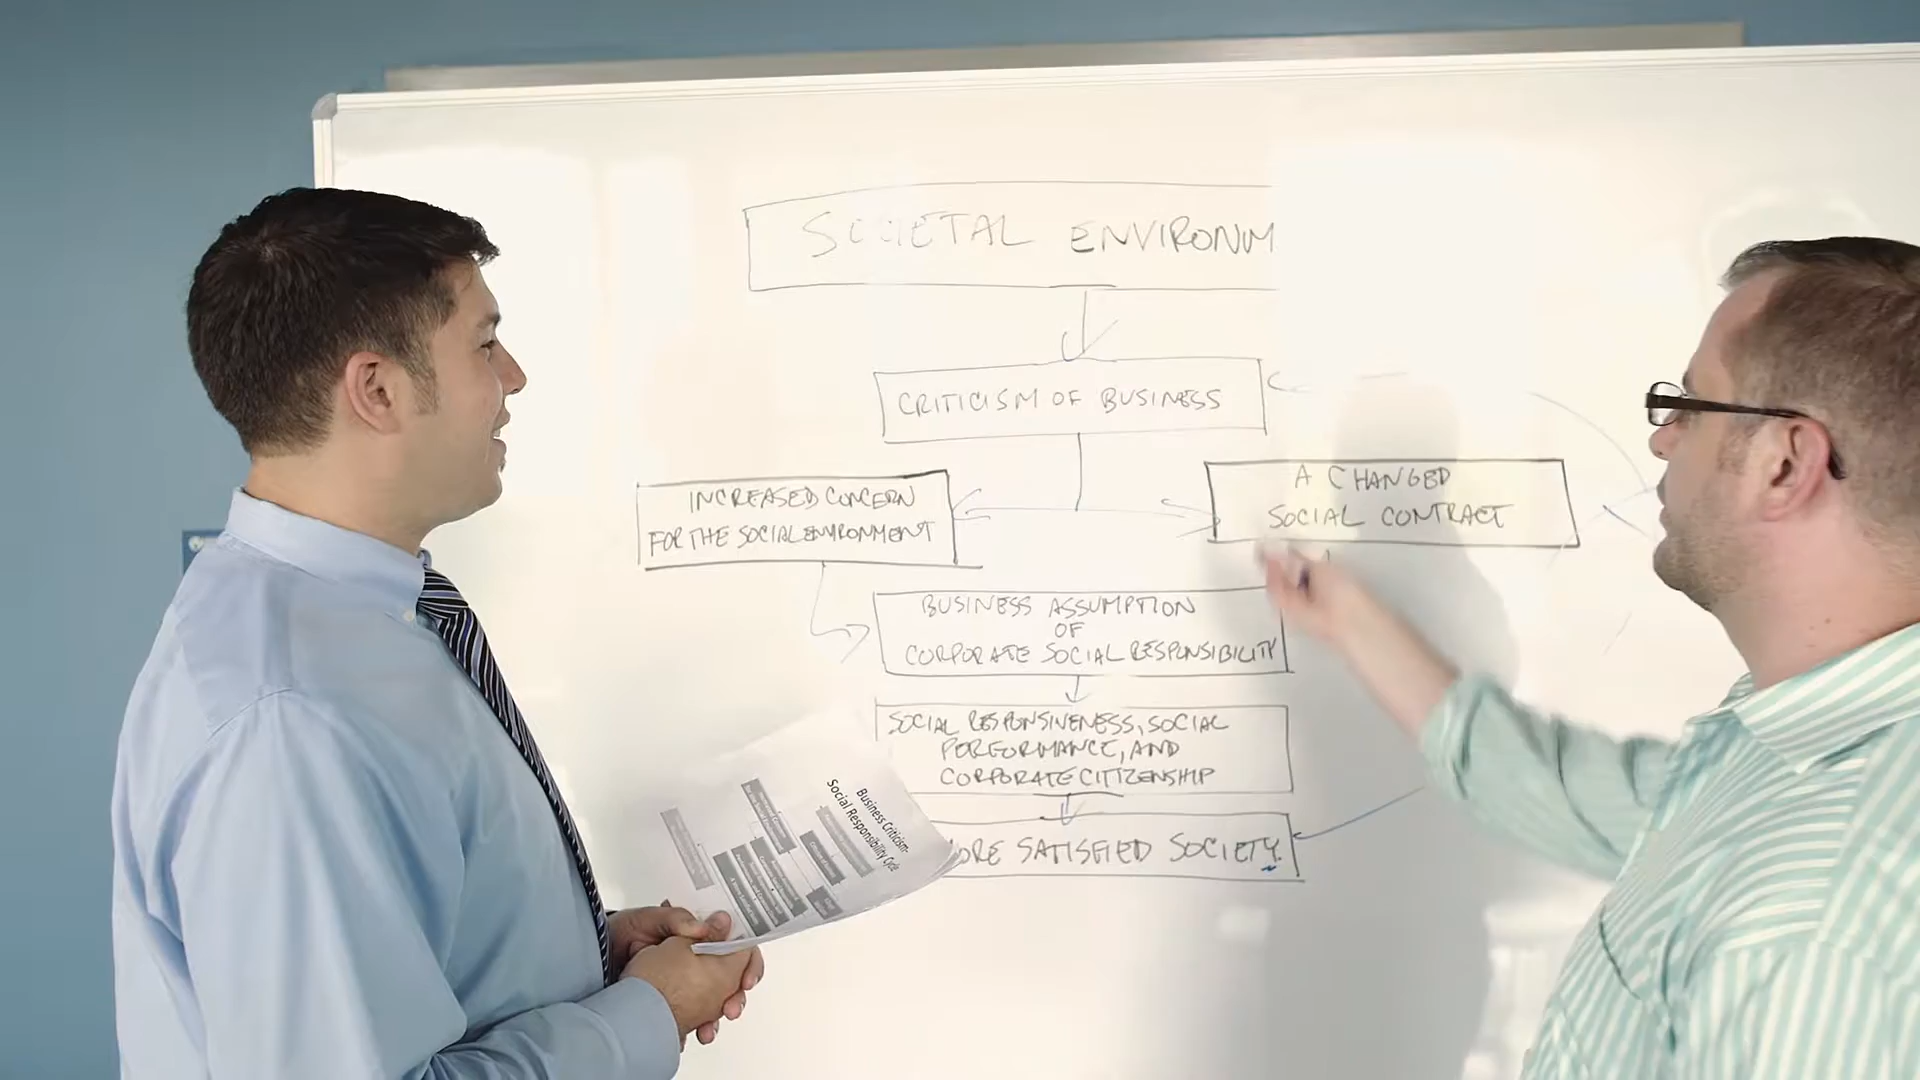 SOCIETAL ENVIRONM
CRITICISM OF BUSINESS
INCREASED CONCERN
FOR THE SOCIAL ENVIRONMENT
A CHANGED
SOCIAL CONTRACT
BUSINESS ASSUMPTION
OF
CORPORATE SOCIAL RESPONSIBILITY
SOCIAL RESPONSIVENESS, SOCIAL
PERFORMANCE, AND
CORPORATE CITIZENSHIP
ORE SATISFIED SOCIETY
Business Criticism-
Social Responsibility Cycle